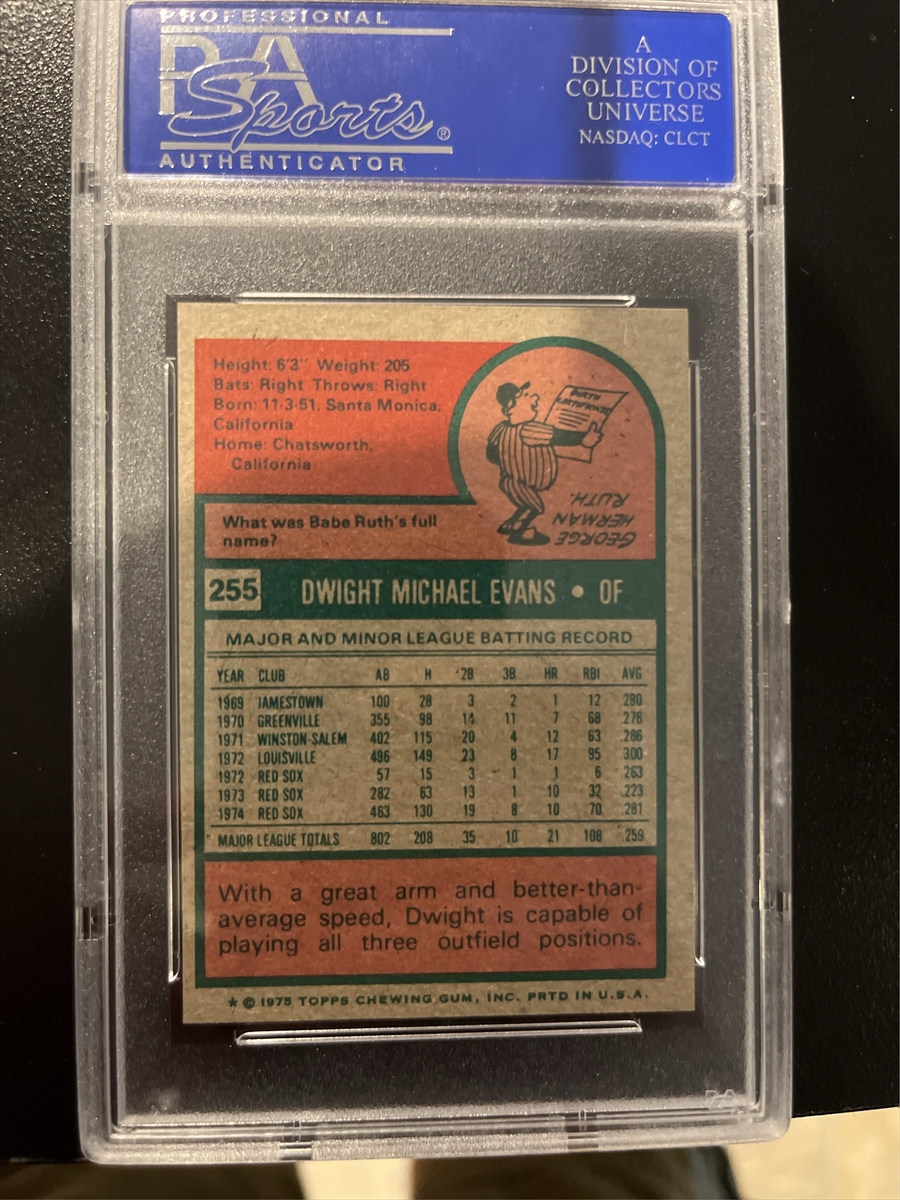 PROFESSIONAL
PSA
Sports®
AUTHENTICATOR
A
DIVISION OF
COLLECTORS
UNIVERSE
NASDAQ: CLCT
Height: 6'3" Weight: 205
Bats: Right Throws: Right
Born: 11-3-51, Santa Monica,
California
Home: Chatsworth,
California
BIRTH
CERTIFICATE
GEORGE
HERMAN
RUTH.
What was Babe Ruth's full
name?
255 DWIGHT MICHAEL EVANS • OF
MAJOR AND MINOR LEAGUE BATTING RECORD
YEAR CLUB AB H 2B 3B HR RBI AVG
1969 JAMESTOWN 100 28 3 2 1 12 .280
1970 GREENVILLE 355 98 14 11 7 68 .276
1971 WINSTON-SALEM 402 115 20 4 12 63 .286
1972 LOUISVILLE 496 149 23 8 17 95 .300
1972 RED SOX 57 15 3 1 1 6 .263
1973 RED SOX 282 63 13 1 10 32 .223
1974 RED SOX 463 130 19 8 10 70 .281
MAJOR LEAGUE TOTALS 802 208 35 10 21 108 .259
With a great arm and better-than-
average speed, Dwight is capable of
playing all three outfield positions.
★ © 1975 TOPPS CHEWING GUM, INC. PRTD IN U.S.A.
PSA